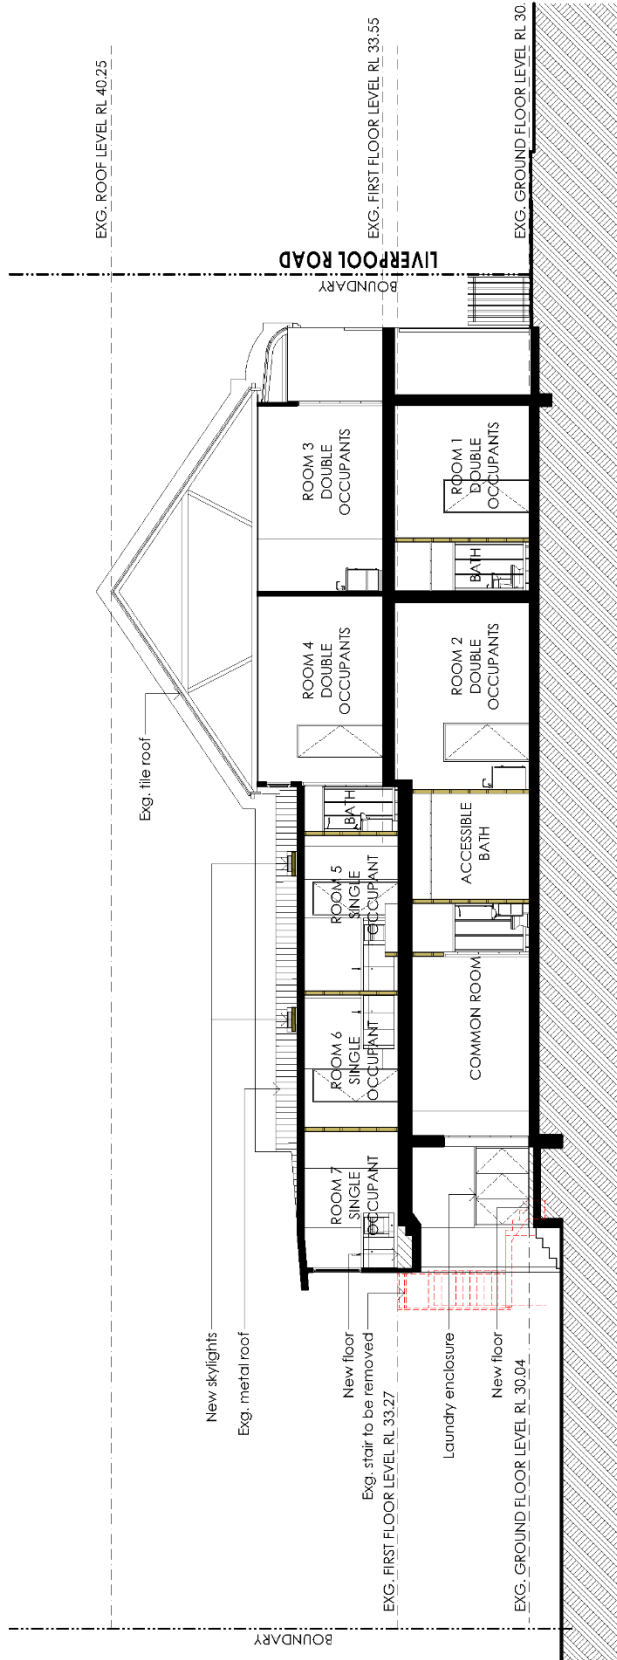 EXG. ROOF LEVEL RL 40.25
EXG. FIRST FLOOR LEVEL RL 33.55
EXG. GROUND FLOOR LEVEL RL 30.
LIVERPOOL ROAD
BOUNDARY
Exg. tile roof
ROOM 3
DOUBLE
OCCUPANTS
ROOM 4
DOUBLE
OCCUPANTS
ROOM 1
DOUBLE
OCCUPANTS
BATH
ROOM 2
DOUBLE
OCCUPANTS
BATH
ROOM 5
SINGLE
OCCUPANT
ROOM 6
SINGLE
OCCUPANT
ROOM 7
SINGLE
OCCUPANT
ACCESSIBLE
BATH
COMMON ROOM
New skylights
Exg. metal roof
New floor
Exg. stair to be removed
EXG. FIRST FLOOR LEVEL RL 33.27
Laundry enclosure
New floor
EXG. GROUND FLOOR LEVEL RL 30.04
BOUNDARY